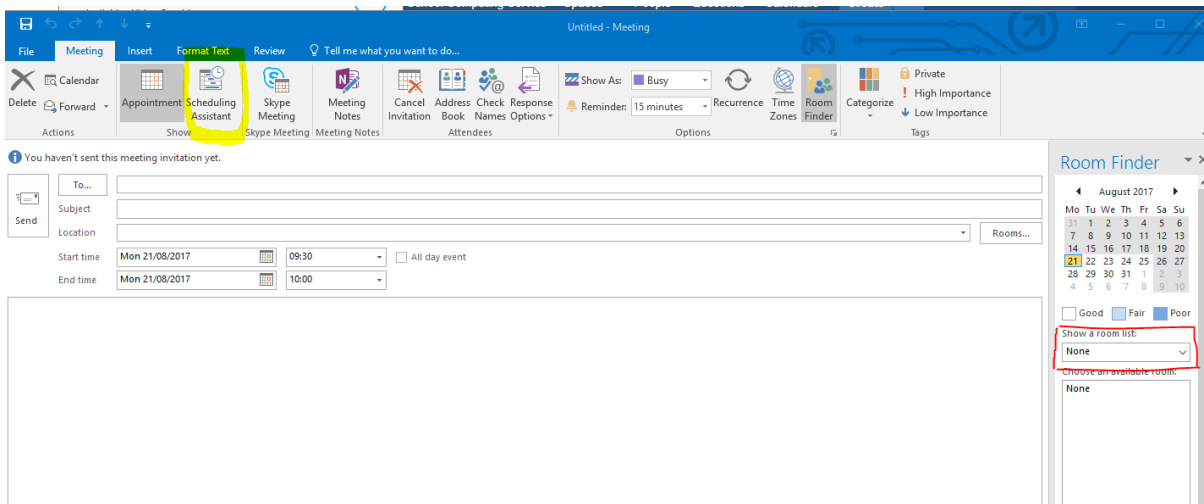 Untitled - Meeting
File Meeting Insert Format Text Review Tell me what you want to do...
Delete
Calendar
Forward
Actions
Appointment Scheduling Assistant
Show
Skype Meeting
Skype Meeting
Meeting Notes
Meeting Notes
Cancel Invitation Address Book Check Names Response Options
Attendees
Show As: Busy
Reminder: 15 minutes
Recurrence Time Zones Room Finder
Options
Categorize
Private
High Importance
Low Importance
Tags
You haven't sent this meeting invitation yet.
Send
To...
Subject
Location Rooms...
Start time Mon 21/08/2017 09:30 All day event
End time Mon 21/08/2017 10:00
Room Finder
August 2017
Mo Tu We Th Fr Sa Su
31 1 2 3 4 5 6
7 8 9 10 11 12 13
14 15 16 17 18 19 20
21 22 23 24 25 26 27
28 29 30 31 1 2 3
4 5 6 7 8 9 10
Good Fair Poor
Show a room list:
None
Choose an available room:
None